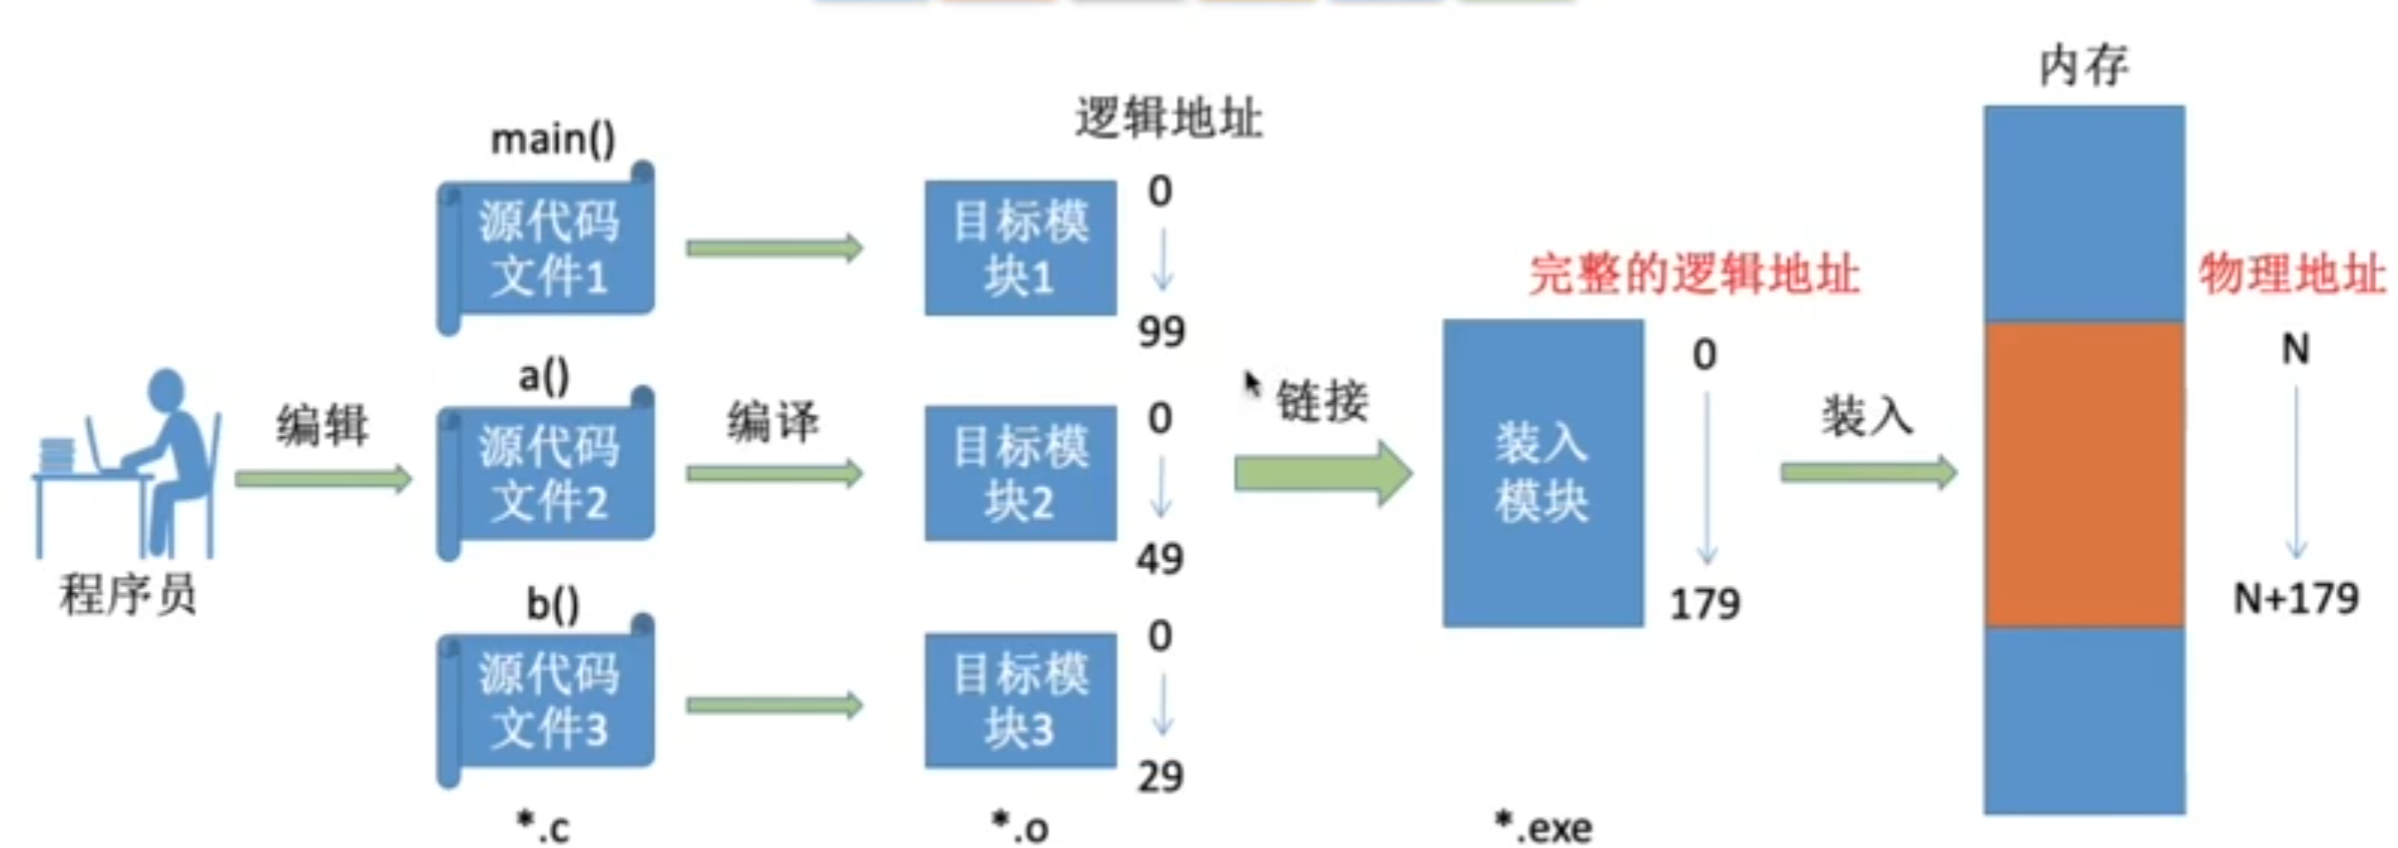 内存
逻辑地址
main()
源代码
文件1
目标模
块1
0
99
完整的逻辑地址
物理地址
a()
源代码
文件2
编辑
编译
目标模
块2
0
49
链接
装入
模块
0
179
装入
N
N+179
程序员
b()
源代码
文件3
目标模
块3
0
29
*.c
*.o
*.exe